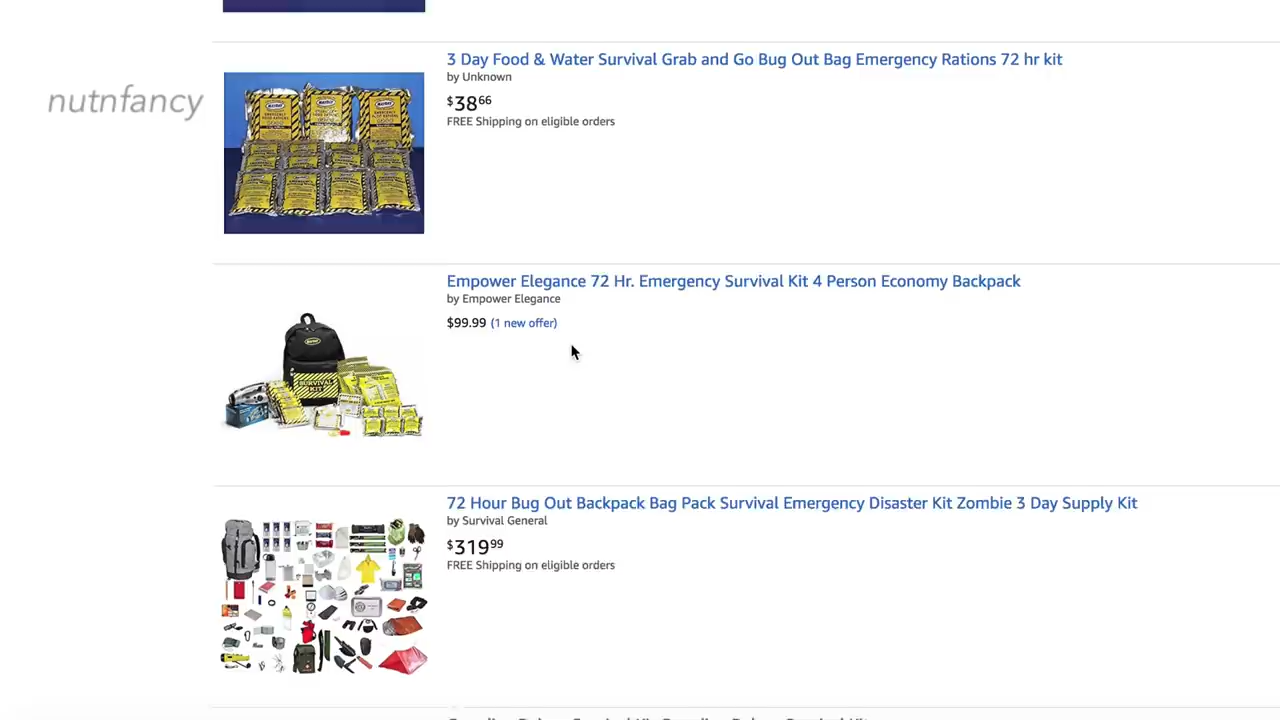 3 Day Food & Water Survival Grab and Go Bug Out Bag Emergency Rations 72 hr kit
by Unknown
nutnfancy
$38 66
FREE Shipping on eligible orders
Empower Elegance 72 Hr. Emergency Survival Kit 4 Person Economy Backpack
by Empower Elegance
$99.99 (1 new offer)
SURVIVAL
KIT
72 Hour Bug Out Backpack Bag Pack Survival Emergency Disaster Kit Zombie 3 Day Supply Kit
by Survival General
$319 99
FREE Shipping on eligible orders